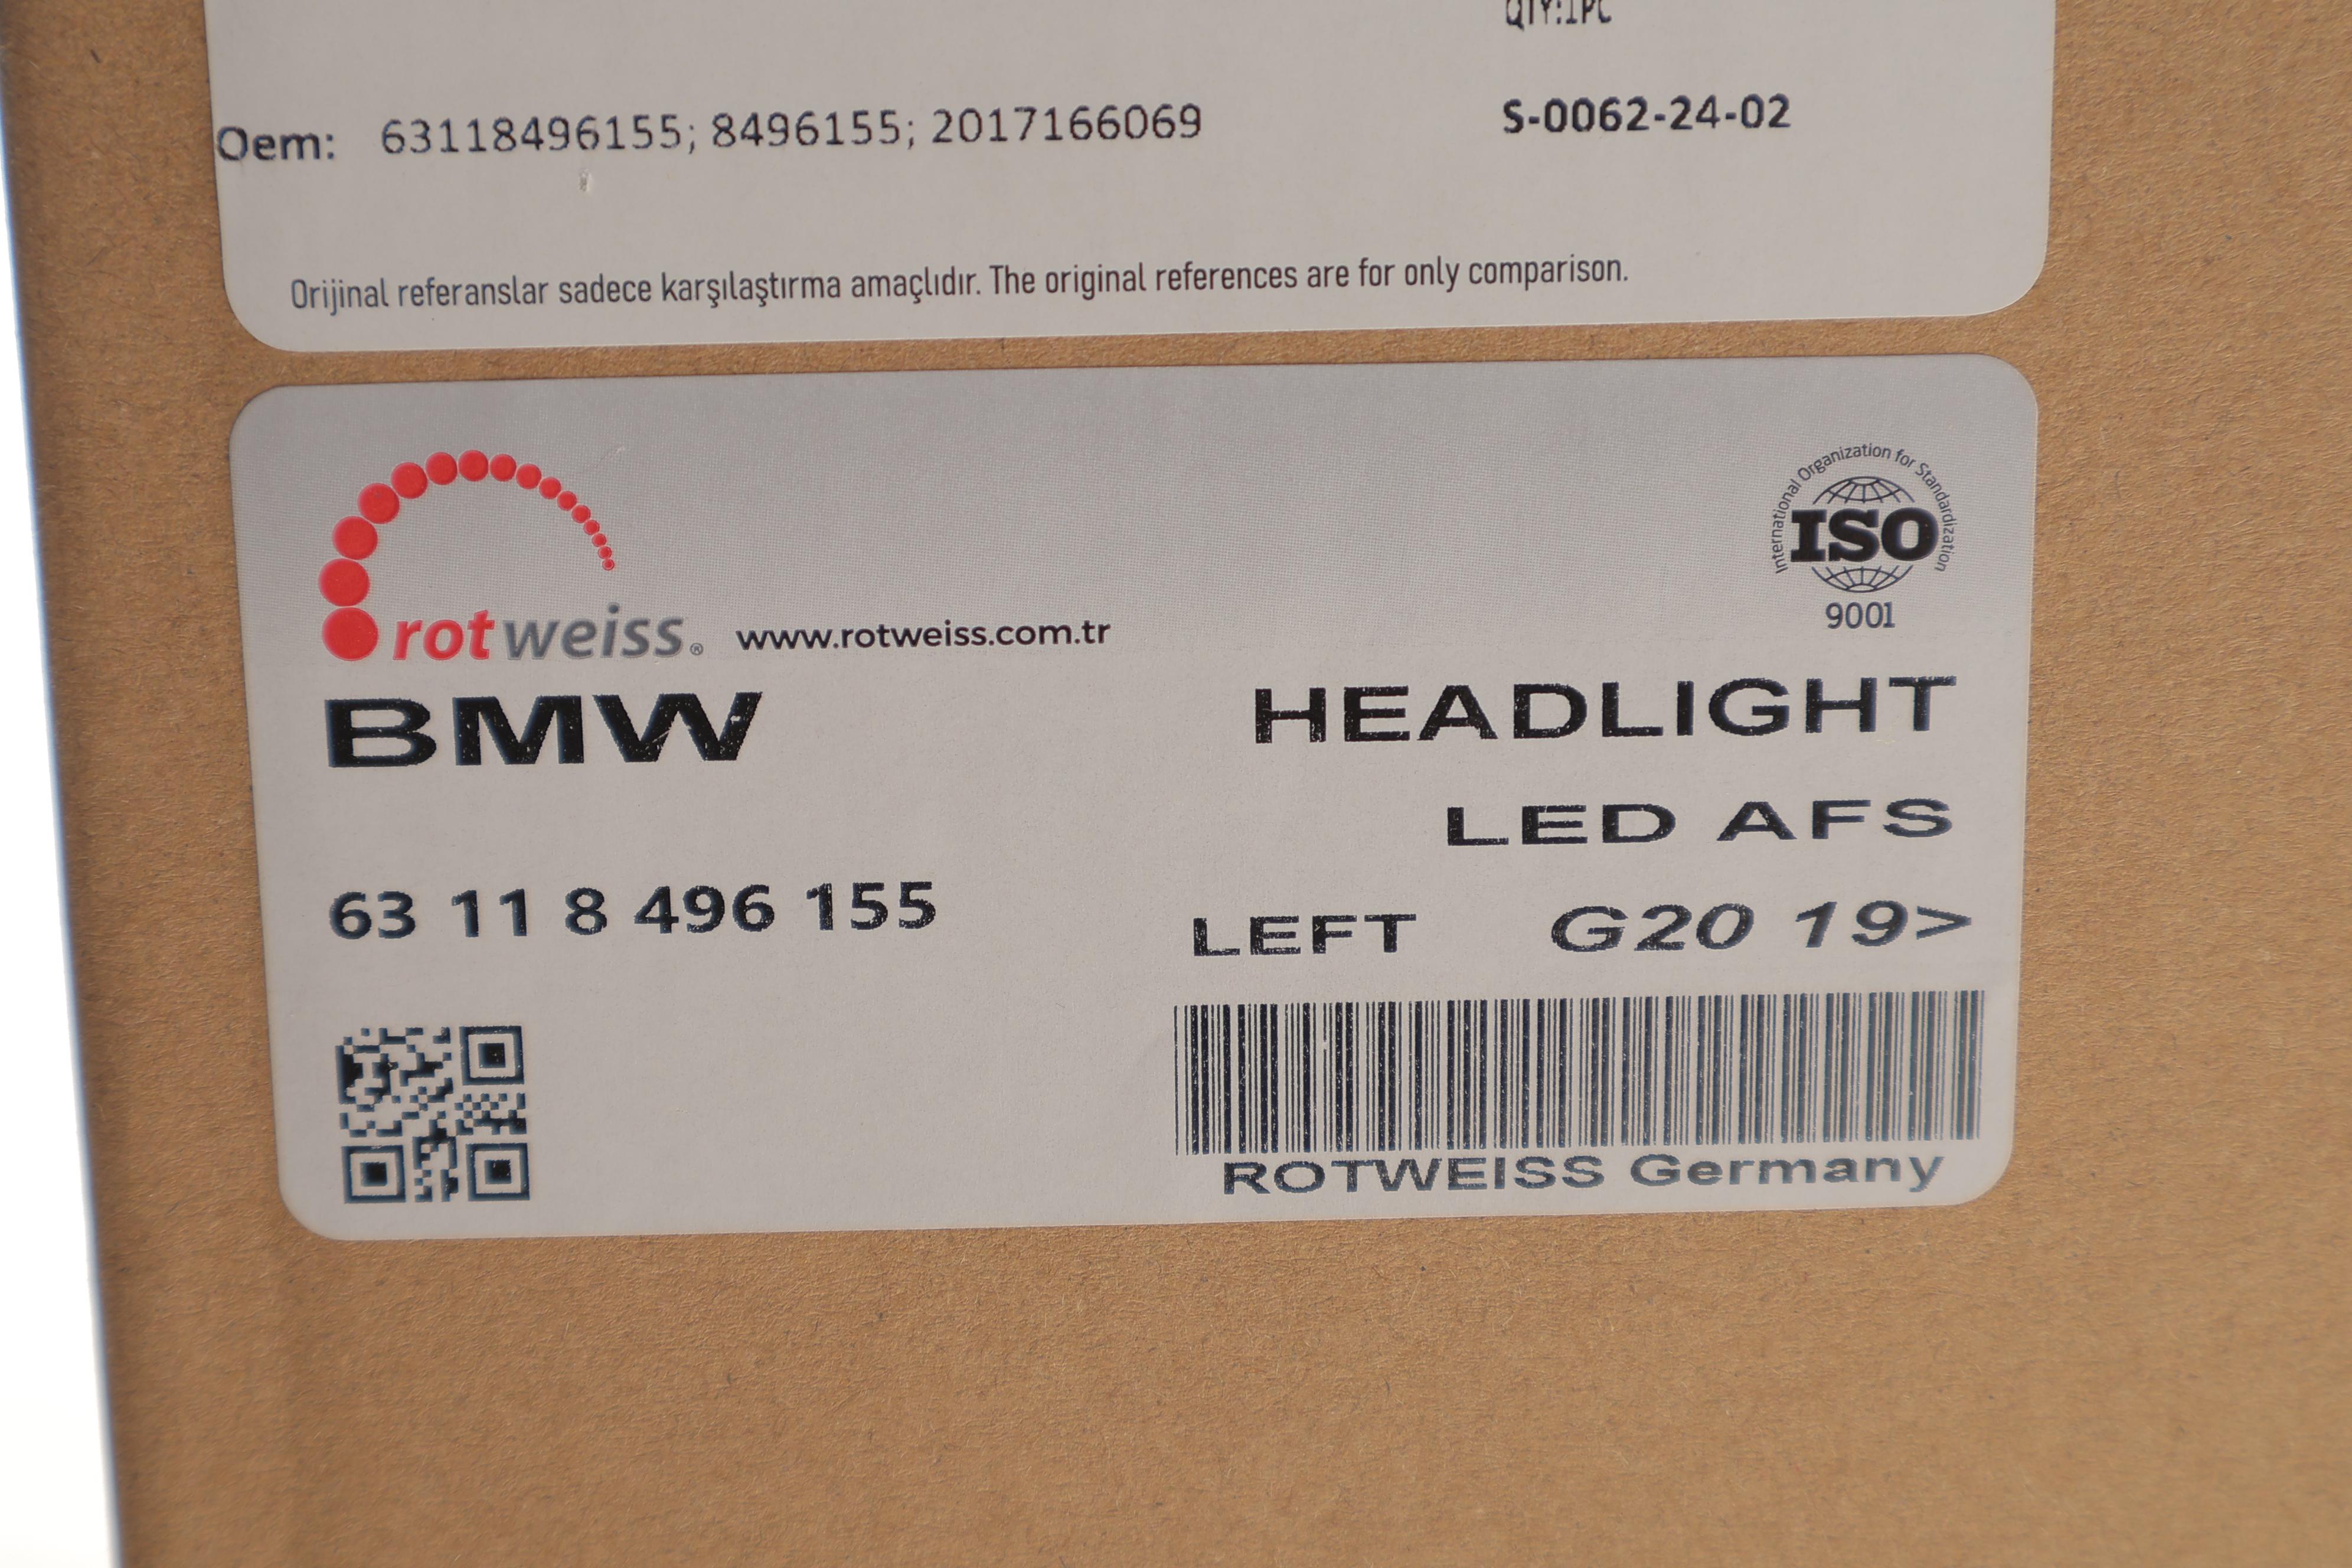 QTY:1PC
Oem: 63118496155; 8496155; 2017166069
S-0062-24-02
Orijinal referanslar sadece karşılaştırma amaçlıdır. The original references are for only comparison.
rotweiss® www.rotweiss.com.tr
International Organization for Standardization
ISO
9001
BMW
HEADLIGHT
LED AFS
63 11 8 496 155
LEFT G20 19>
ROTWEISS Germany